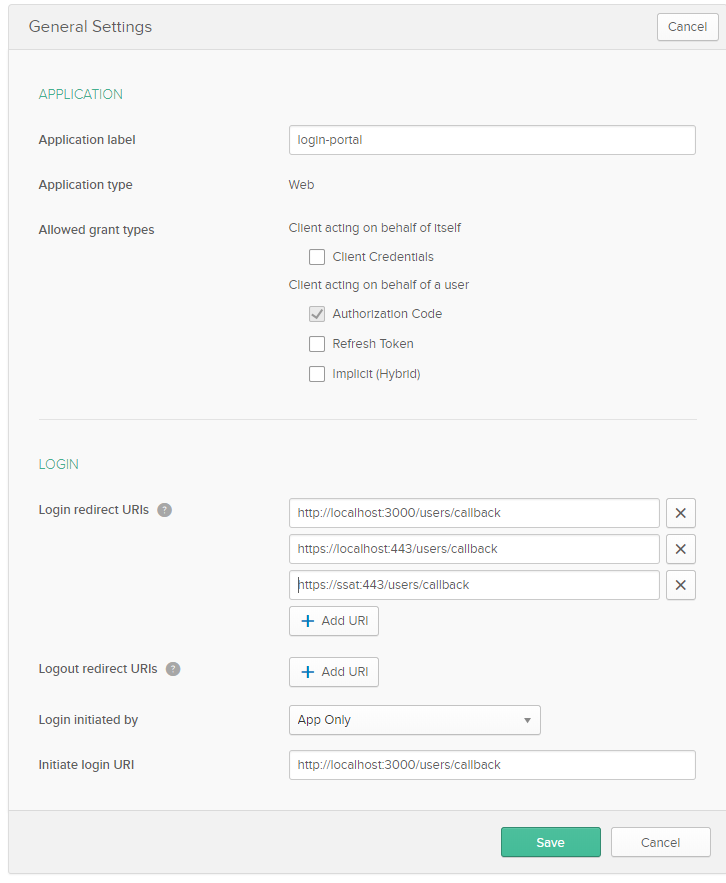 General Settings
Cancel
APPLICATION
Application label
login-portal
Application type
Web
Allowed grant types
Client acting on behalf of itself
Client Credentials
Client acting on behalf of a user
Authorization Code
Refresh Token
Implicit (Hybrid)
LOGIN
Login redirect URIs ?
http://localhost:3000/users/callback
https://localhost:443/users/callback
https://ssat:443/users/callback
+ Add URI
Logout redirect URIs ?
+ Add URI
Login initiated by
App Only
Initiate login URI
http://localhost:3000/users/callback
Save
Cancel